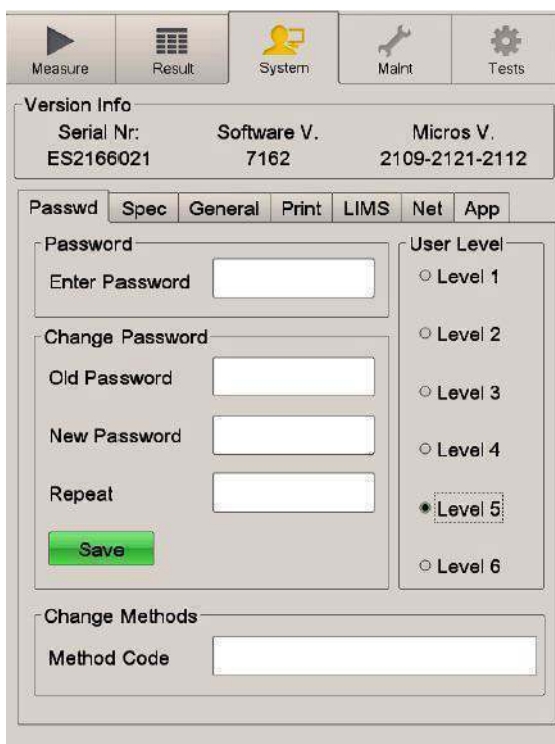 Measure Result System Maint Tests
Version Info
Serial Nr: Software V. Micros V.
ES2166021 7162 2109-2121-2112
Passwd Spec General Print LIMS Net App
Password
Enter Password
User Level
Level 1
Level 2
Level 3
Level 4
Level 5
Level 6
Change Password
Old Password
New Password
Repeat
Save
Change Methods
Method Code